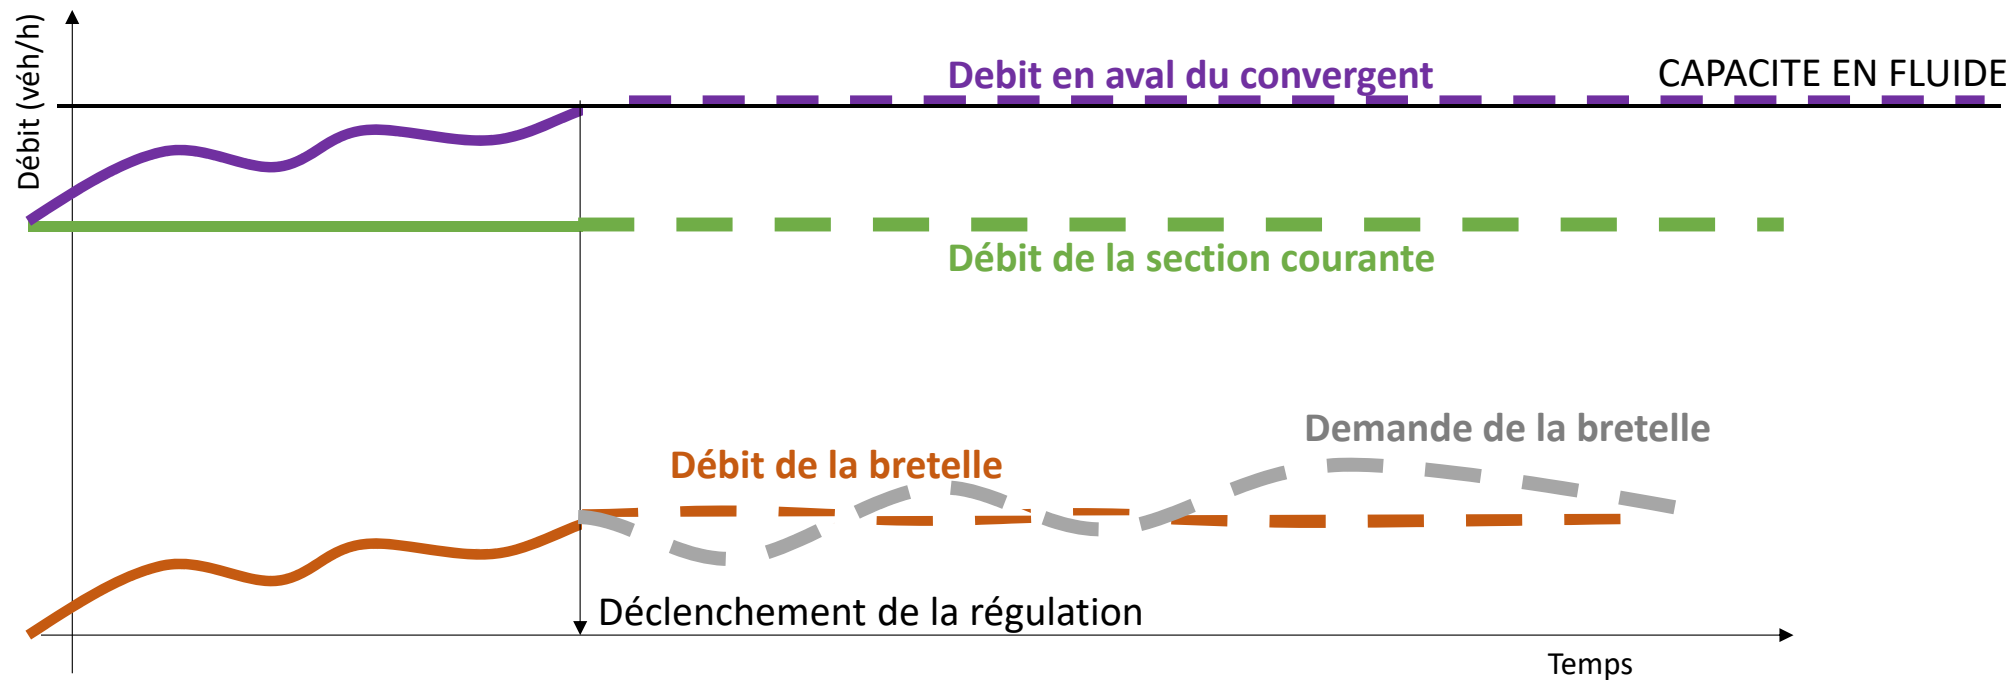 Débit (véh/h)
Debit en aval du convergent
CAPACITE EN FLUIDE
Débit de la section courante
Demande de la bretelle
Débit de la bretelle
Déclenchement de la régulation
Temps